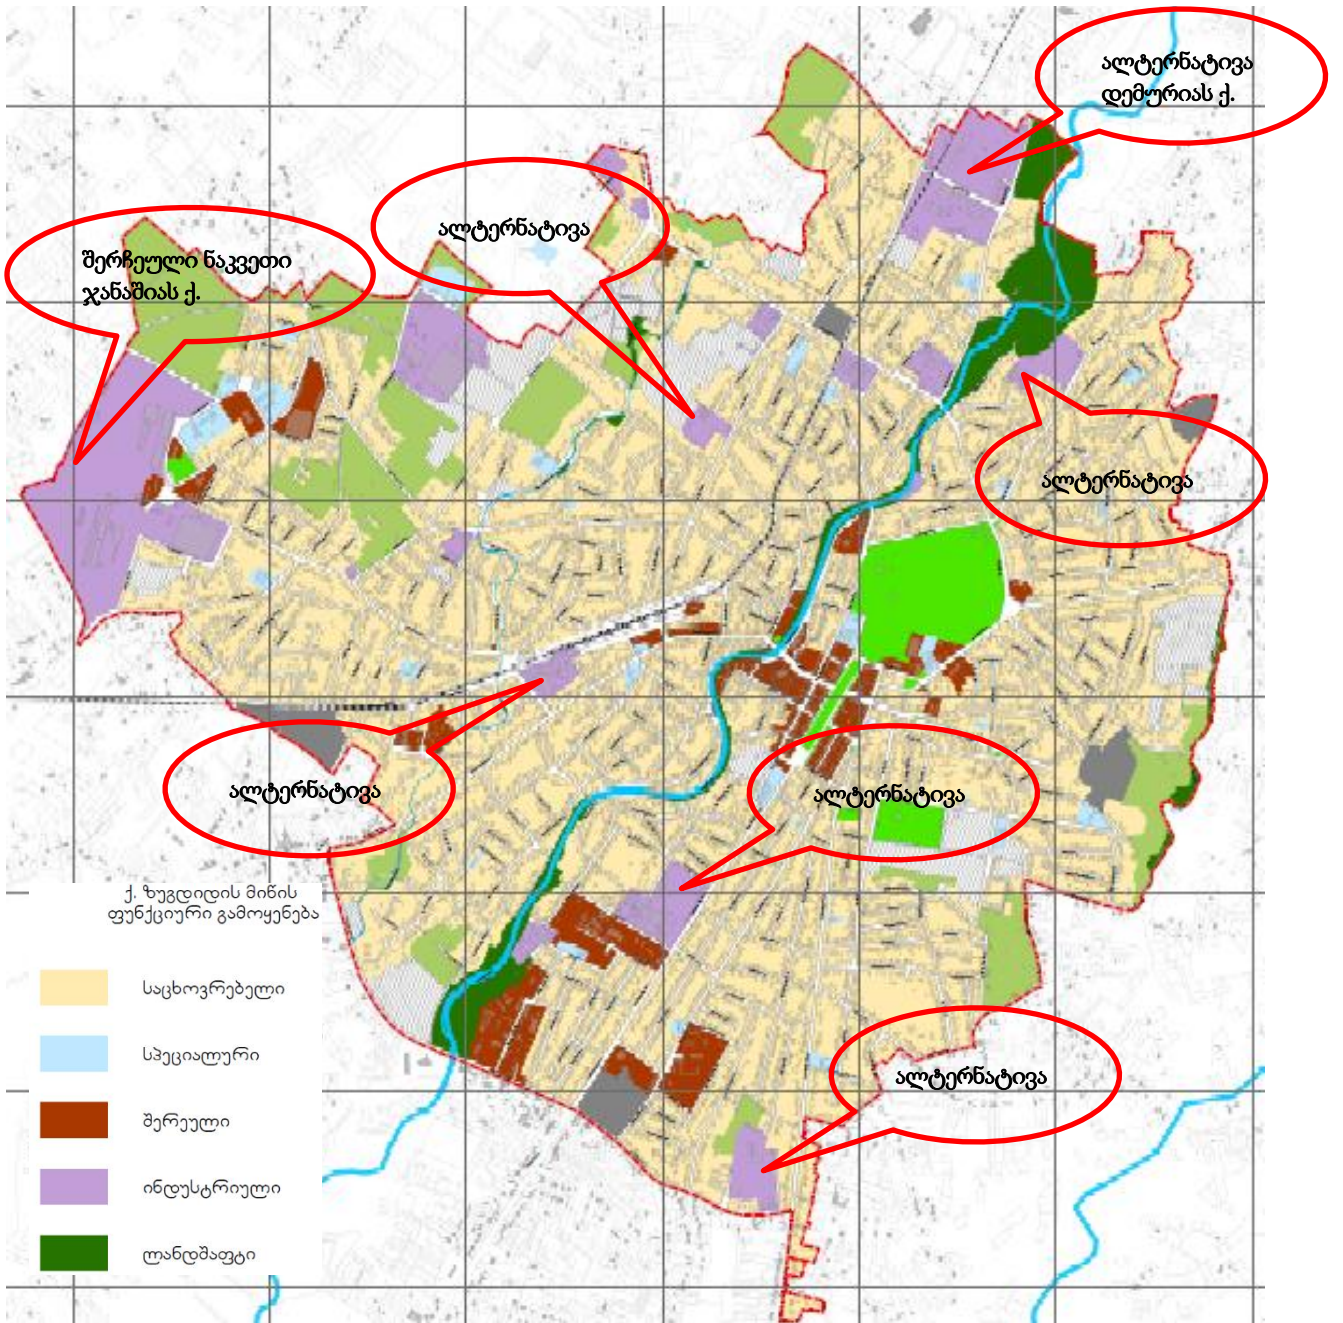 ალტერნატივა
დემურიას ქ.
ალტერნატივა
შერჩეული ნაკვეთი
ჯანაშიას ქ.
ალტერნატივა
ალტერნატივა
ალტერნატივა
ალტერნატივა
ქ. ზუგდიდის მიწის
ფუნქციური გამოყენება
საცხოვრებელი
სპეციალური
შერეული
ინდუსტრიული
ლანდშაფტი